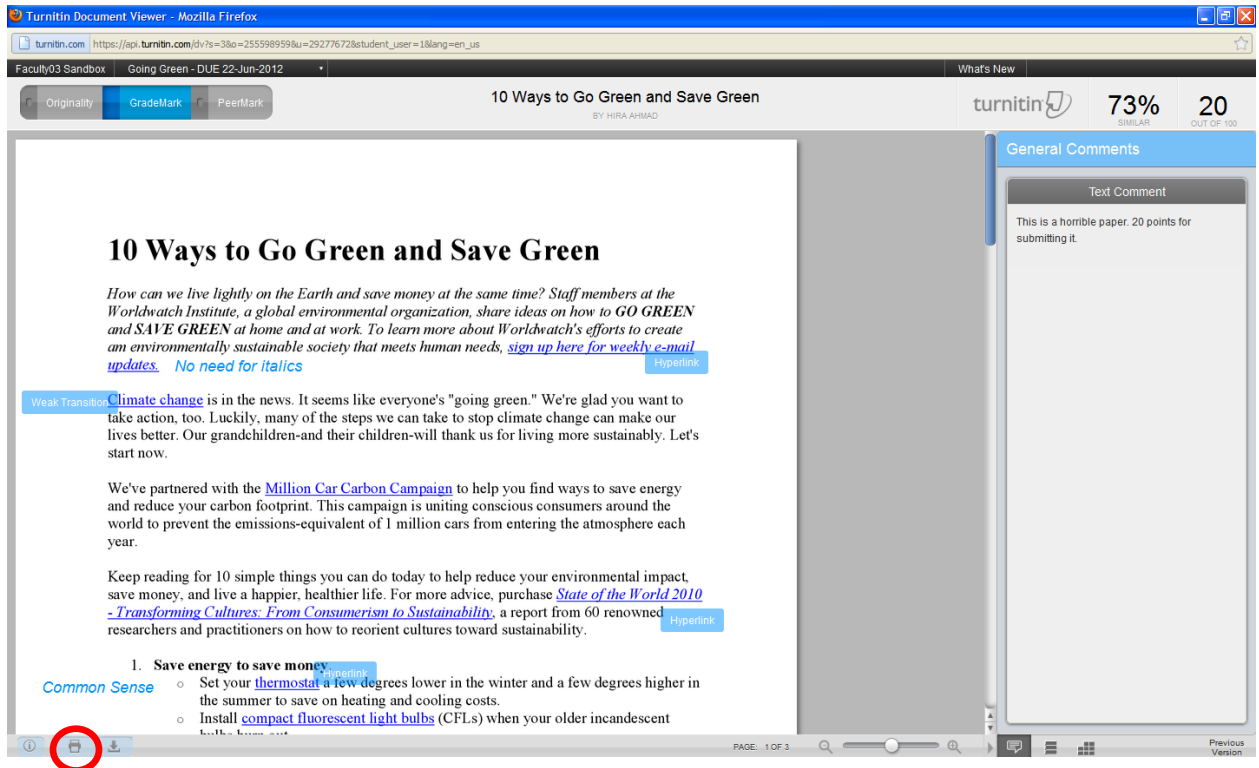 Turnitin Document Viewer - Mozilla Firefox
turnitin.com https://api.turnitin.com/dv?s=3&o=255598959&u=29277672&student_user=1&lang=en_us
Faculty03 Sandbox Going Green - DUE 22-Jun-2012 What's New
Originality GradeMark PeerMark
10 Ways to Go Green and Save Green
BY HIRA AHMAD
turnitin 73% SIMILAR 20 OUT OF 100
10 Ways to Go Green and Save Green
How can we live lightly on the Earth and save money at the same time? Staff members at the
Worldwatch Institute, a global environmental organization, share ideas on how to GO GREEN
and SAVE GREEN at home and at work. To learn more about Worldwatch's efforts to create
am environmentally sustainable society that meets human needs, sign up here for weekly e-mail
updates. No need for italics Hyperlink
Weak Transition Climate change is in the news. It seems like everyone's "going green." We're glad you want to
take action, too. Luckily, many of the steps we can take to stop climate change can make our
lives better. Our grandchildren-and their children-will thank us for living more sustainably. Let's
start now.
We've partnered with the Million Car Carbon Campaign to help you find ways to save energy
and reduce your carbon footprint. This campaign is uniting conscious consumers around the
world to prevent the emissions-equivalent of 1 million cars from entering the atmosphere each
year.
Keep reading for 10 simple things you can do today to help reduce your environmental impact,
save money, and live a happier, healthier life. For more advice, purchase State of the World 2010
- Transforming Cultures: From Consumerism to Sustainability, a report from 60 renowned
Hyperlink
researchers and practitioners on how to reorient cultures toward sustainability.
1. Save energy to save money.
Hyperlink
Common Sense
○ Set your thermostat a few degrees lower in the winter and a few degrees higher in
the summer to save on heating and cooling costs.
○ Install compact fluorescent light bulbs (CFLs) when your older incandescent
bulbs burn out
General Comments
Text Comment
This is a horrible paper. 20 points for
submitting it.
PAGE: 1 OF 3
Previous
Version